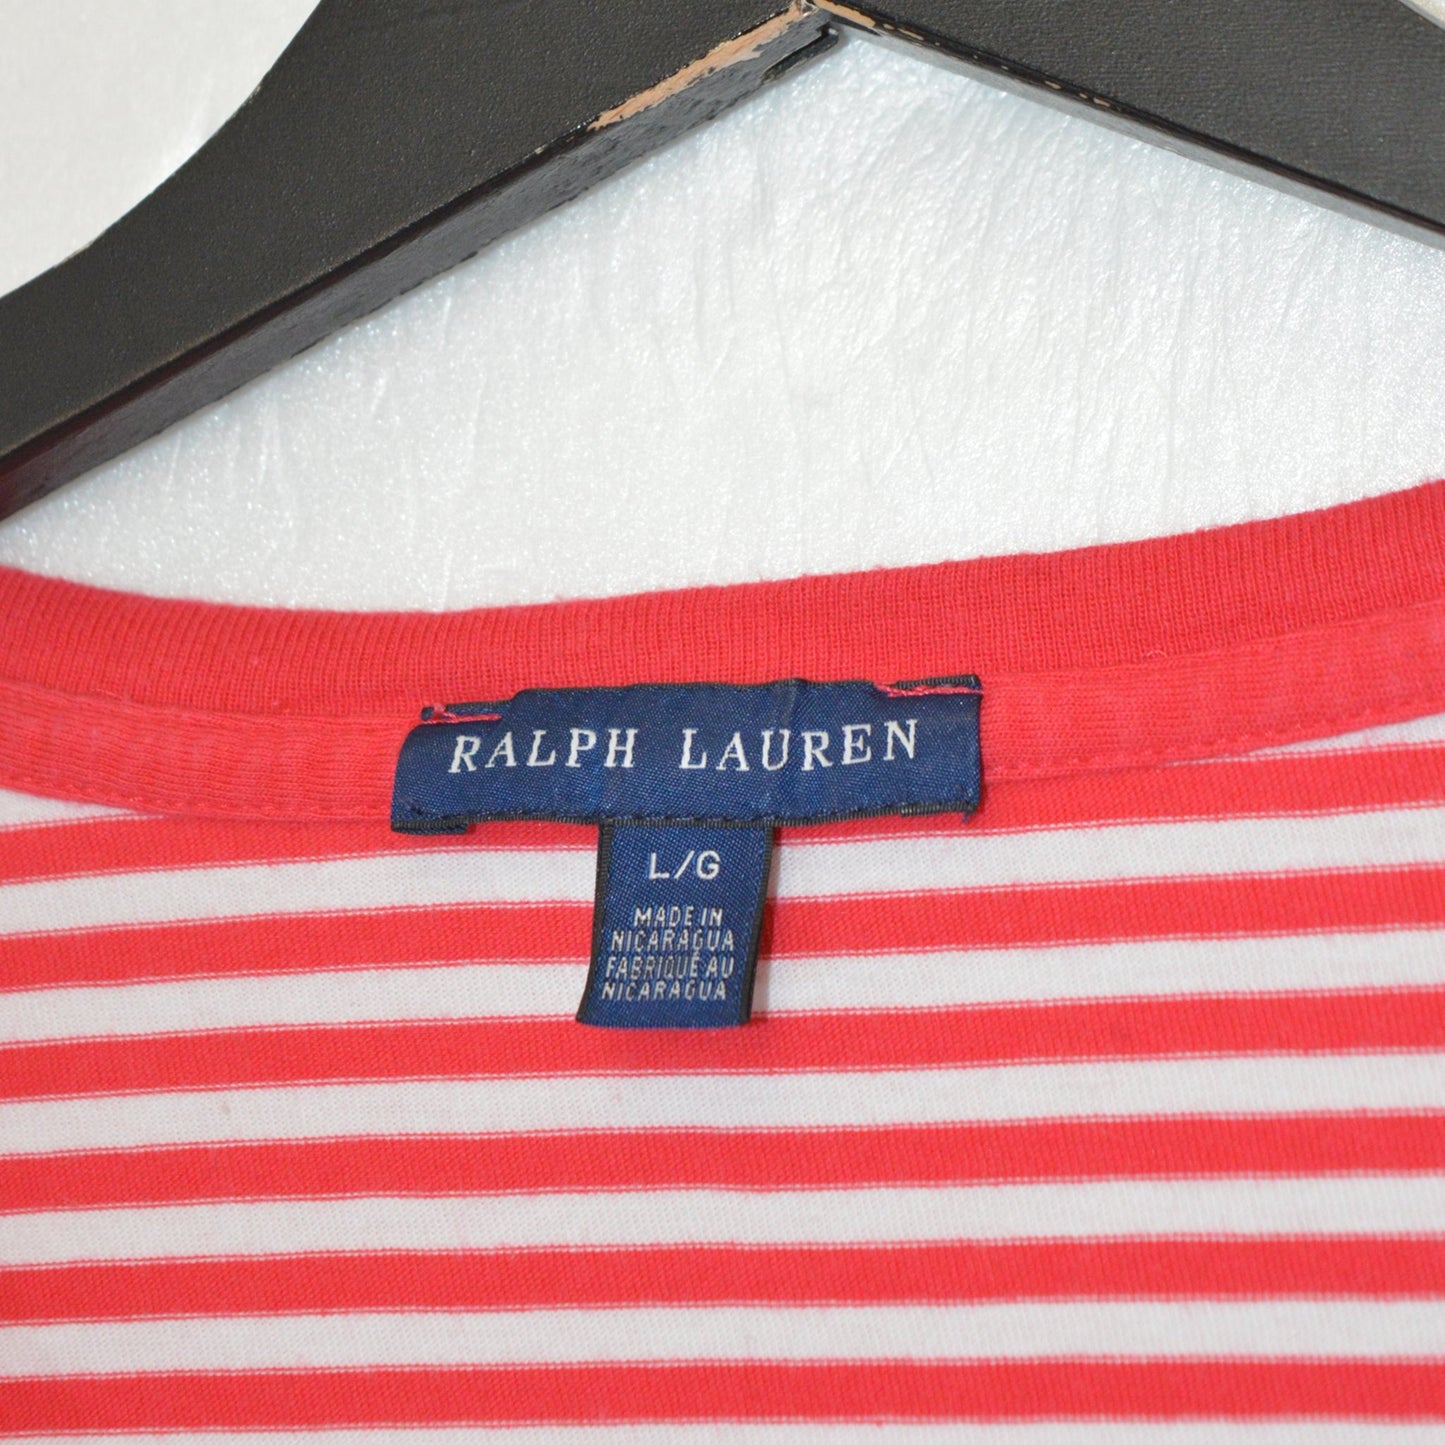 RALPH LAUREN
L/G
MADE IN
NICARAGUA
FABRIQUÉ AU
NICARAGUA